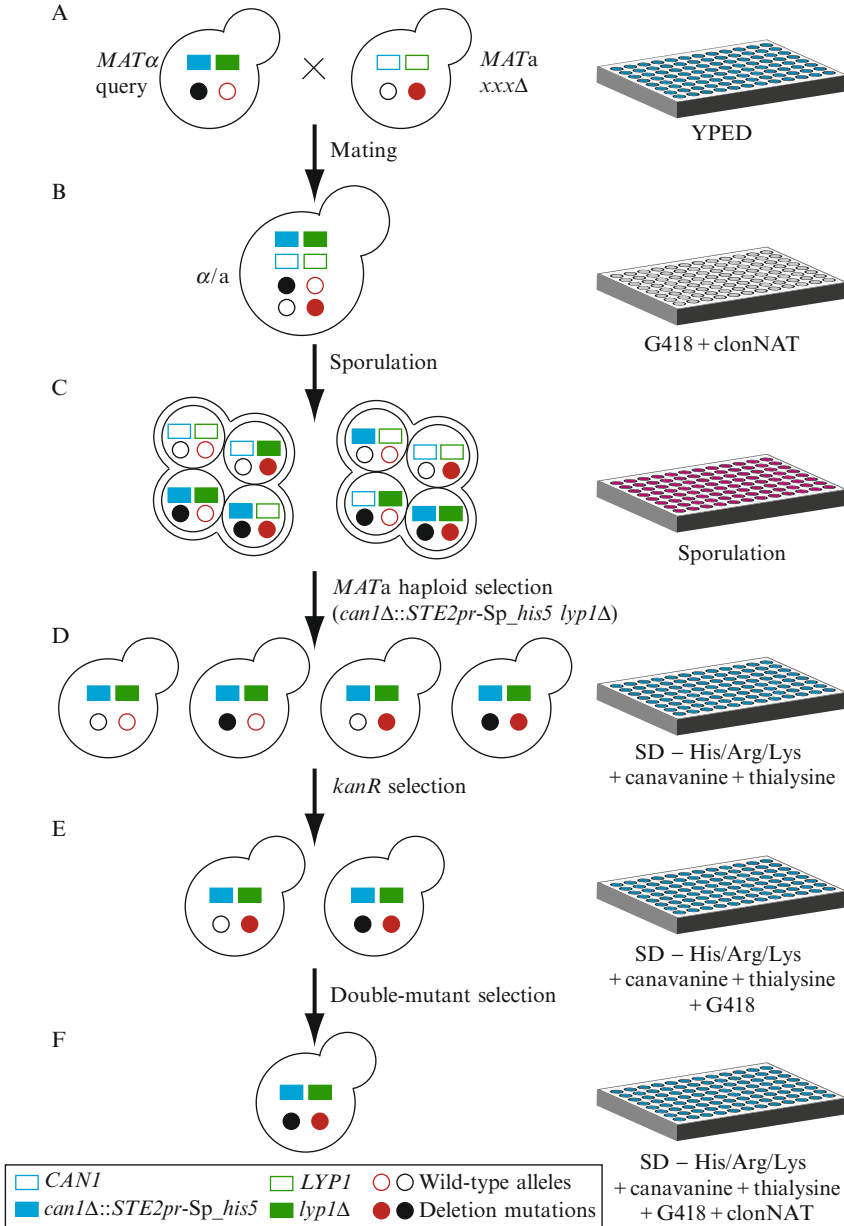 A
MATα
query
MATa
xxxΔ
YPED
Mating
B
α/a
G418 + clonNAT
Sporulation
C
Sporulation
MATa haploid selection
(can1Δ::STE2pr-Sp_his5 lyp1Δ)
D
SD – His/Arg/Lys
+ canavanine + thialysine
kanR selection
E
SD – His/Arg/Lys
+ canavanine + thialysine
+ G418
Double-mutant selection
F
SD – His/Arg/Lys
+ canavanine + thialysine
+ G418 + clonNAT
CAN1
LYP1
Wild-type alleles
can1Δ::STE2pr-Sp_his5
lyp1Δ
Deletion mutations